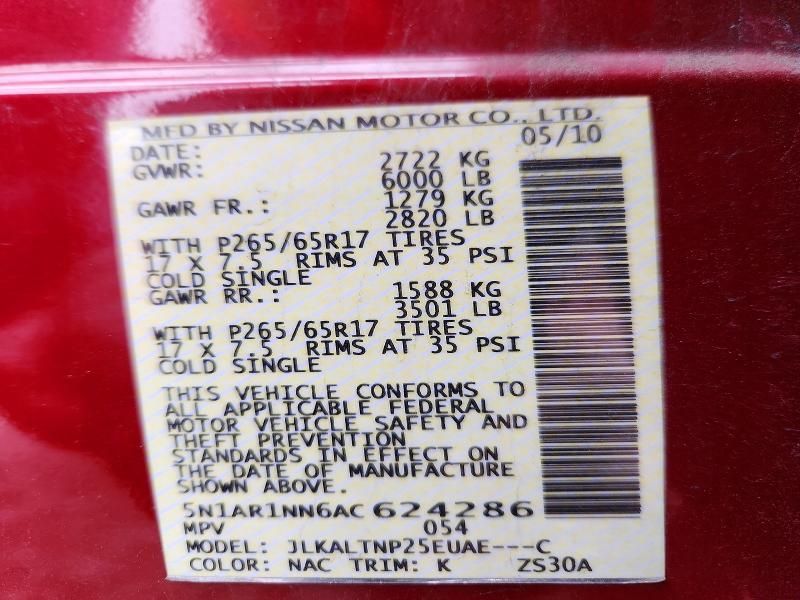 MFD BY NISSAN MOTOR CO., LTD.
DATE: 05/10
GVWR: 2722 KG
6000 LB
GAWR FR.: 1279 KG
2820 LB
WITH P265/65R17 TIRES
17 X 7.5 RIMS AT 35 PSI
COLD SINGLE
GAWR RR.: 1588 KG
3501 LB
WITH P265/65R17 TIRES
17 X 7.5 RIMS AT 35 PSI
COLD SINGLE
THIS VEHICLE CONFORMS TO
ALL APPLICABLE FEDERAL
MOTOR VEHICLE SAFETY AND
THEFT PREVENTION
STANDARDS IN EFFECT ON
THE DATE OF MANUFACTURE
SHOWN ABOVE.
5N1AR1NN6AC 624286
MPV 054
MODEL: JLKALTNP25EUAE---C
COLOR: NAC TRIM: K ZS30A